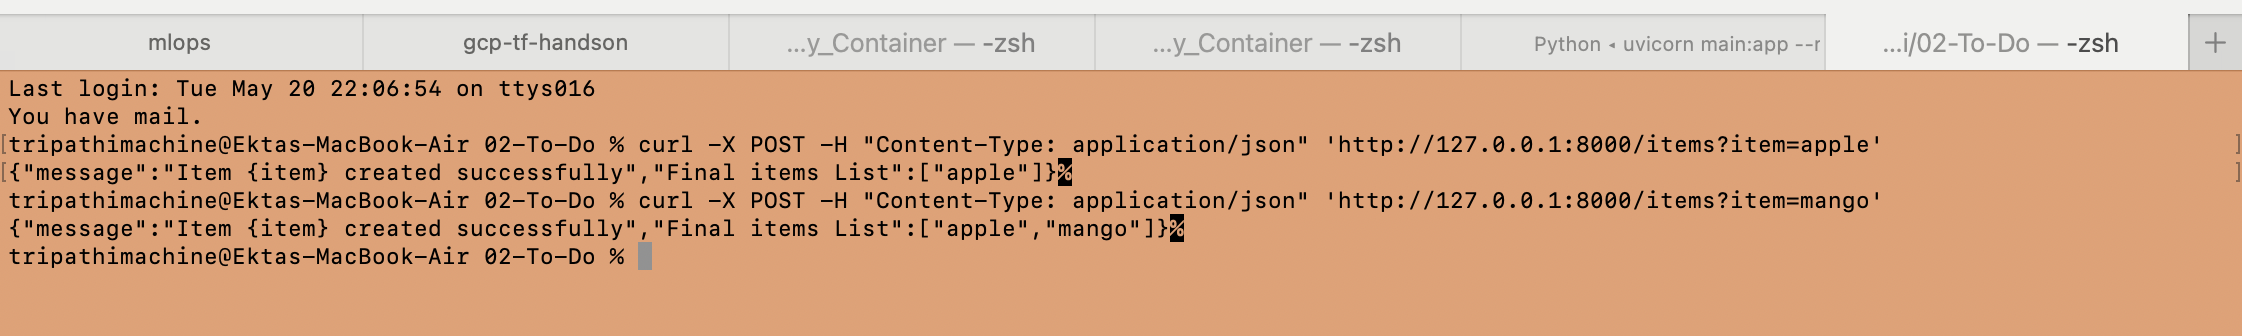 mlops
gcp-tf-handson
...y_Container — -zsh
...y_Container — -zsh
Python ◂ uvicorn main:app --r
...i/02-To-Do — -zsh
+
Last login: Tue May 20 22:06:54 on ttys016
You have mail.
[tripathimachine@Ektas-MacBook-Air 02-To-Do % curl -X POST -H "Content-Type: application/json" 'http://127.0.0.1:8000/items?item=apple' ]
[{"message":"Item {item} created successfully","Final items List":["apple"]}% ]
tripathimachine@Ektas-MacBook-Air 02-To-Do % curl -X POST -H "Content-Type: application/json" 'http://127.0.0.1:8000/items?item=mango'
{"message":"Item {item} created successfully","Final items List":["apple","mango"]}%
tripathimachine@Ektas-MacBook-Air 02-To-Do %